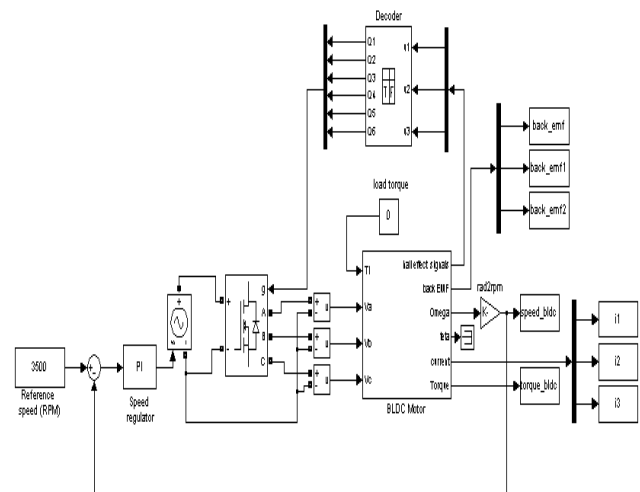 Decoder
Q1
Q2
Q3
Q4
Q5
Q6
x1
x2
x3
T F
back_emf
back_emf1
back_emf2
load torque
0
Tl
Va
Vb
Vc
hall effect signals
back EMF
Omega
teta
current
Torque
BLDC Motor
rad2rpm
K-
speed_bldc
torque_bldc
i1
i2
i3
g
A
B
C
+
-
+
-
v
+
-
v
+
-
v
3500
Reference
speed (RPM)
PI
Speed
regulator